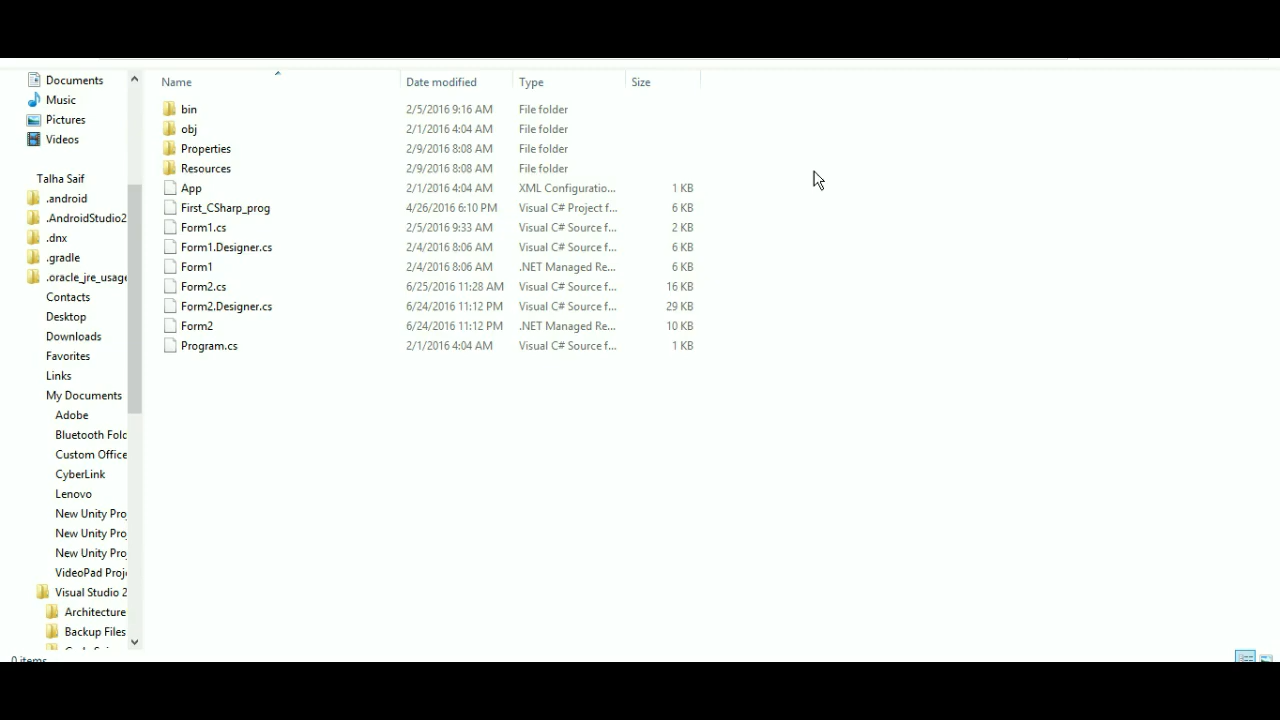 Documents
Music
Pictures
Videos
Talha Saif
.android
.AndroidStudio2
.dnx
.gradle
.oracle_jre_usage
Contacts
Desktop
Downloads
Favorites
Links
My Documents
Adobe
Bluetooth Fold
Custom Office
CyberLink
Lenovo
New Unity Proj
New Unity Proj
New Unity Proj
VideoPad Proje
Visual Studio 2
Architecture
Backup Files
Name Date modified Type Size
bin 2/5/2016 9:16 AM File folder
obj 2/1/2016 4:04 AM File folder
Properties 2/9/2016 8:08 AM File folder
Resources 2/9/2016 8:08 AM File folder
App 2/1/2016 4:04 AM XML Configuratio... 1 KB
First_CSharp_prog 4/26/2016 6:10 PM Visual C# Project f... 6 KB
Form1.cs 2/5/2016 9:33 AM Visual C# Source f... 2 KB
Form1.Designer.cs 2/4/2016 8:06 AM Visual C# Source f... 6 KB
Form1 2/4/2016 8:06 AM .NET Managed Re... 6 KB
Form2.cs 6/25/2016 11:28 AM Visual C# Source f... 16 KB
Form2.Designer.cs 6/24/2016 11:12 PM Visual C# Source f... 29 KB
Form2 6/24/2016 11:12 PM .NET Managed Re... 10 KB
Program.cs 2/1/2016 4:04 AM Visual C# Source f... 1 KB
0 items